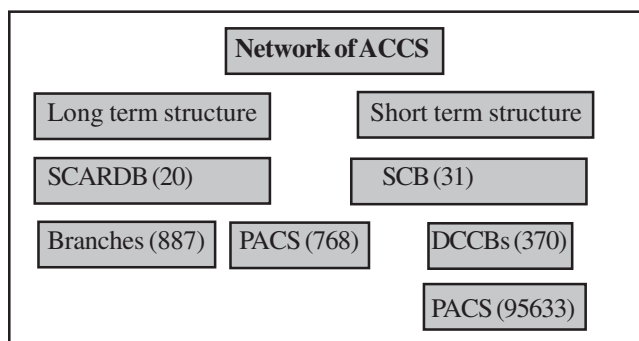 Network of ACCS
Long term structure
Short term structure
SCARDB (20)
SCB (31)
Branches (887)
PACS (768)
DCCBs (370)
PACS (95633)